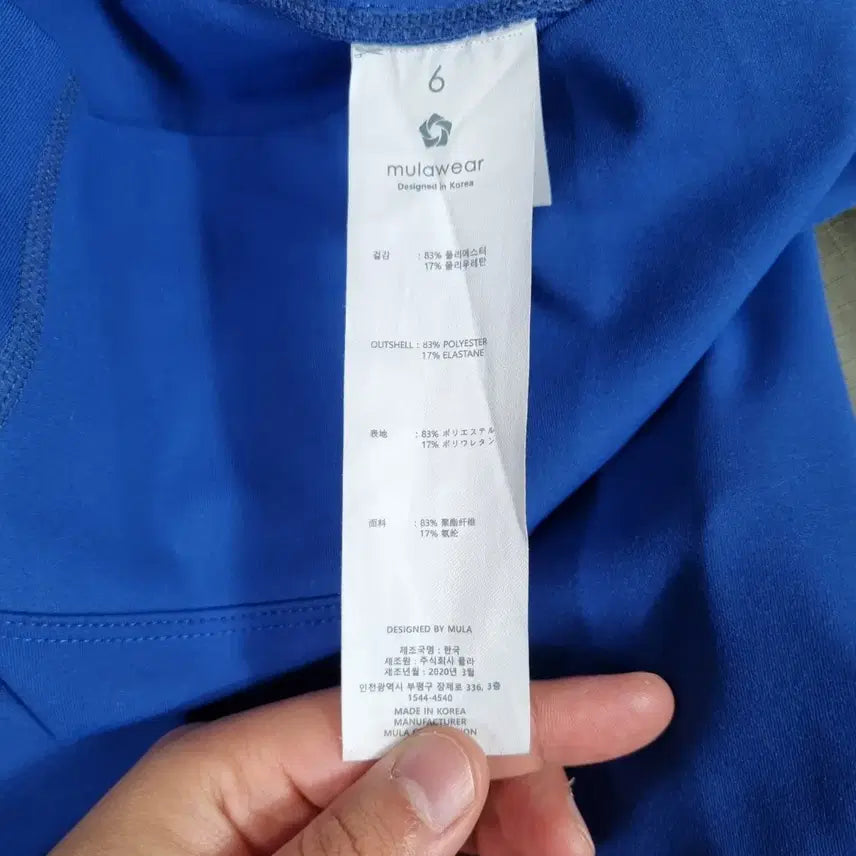 6
mulawear
Designed in Korea
겉감 : 83% 폴리에스터
17% 폴리우레탄
OUTSHELL : 83% POLYESTER
17% ELASTANE
表地 : 83% ポリエステル
17% ポリウレタン
面料 : 83% 聚酯纤维
17% 氨纶
DESIGNED BY MULA
제조국명 : 한국
제조원 : 주식회사 뮬라
제조년월 : 2020년 3월
인천광역시 부평구 장제로 336, 3층
1544-4540
MADE IN KOREA
MANUFACTURER
MULA